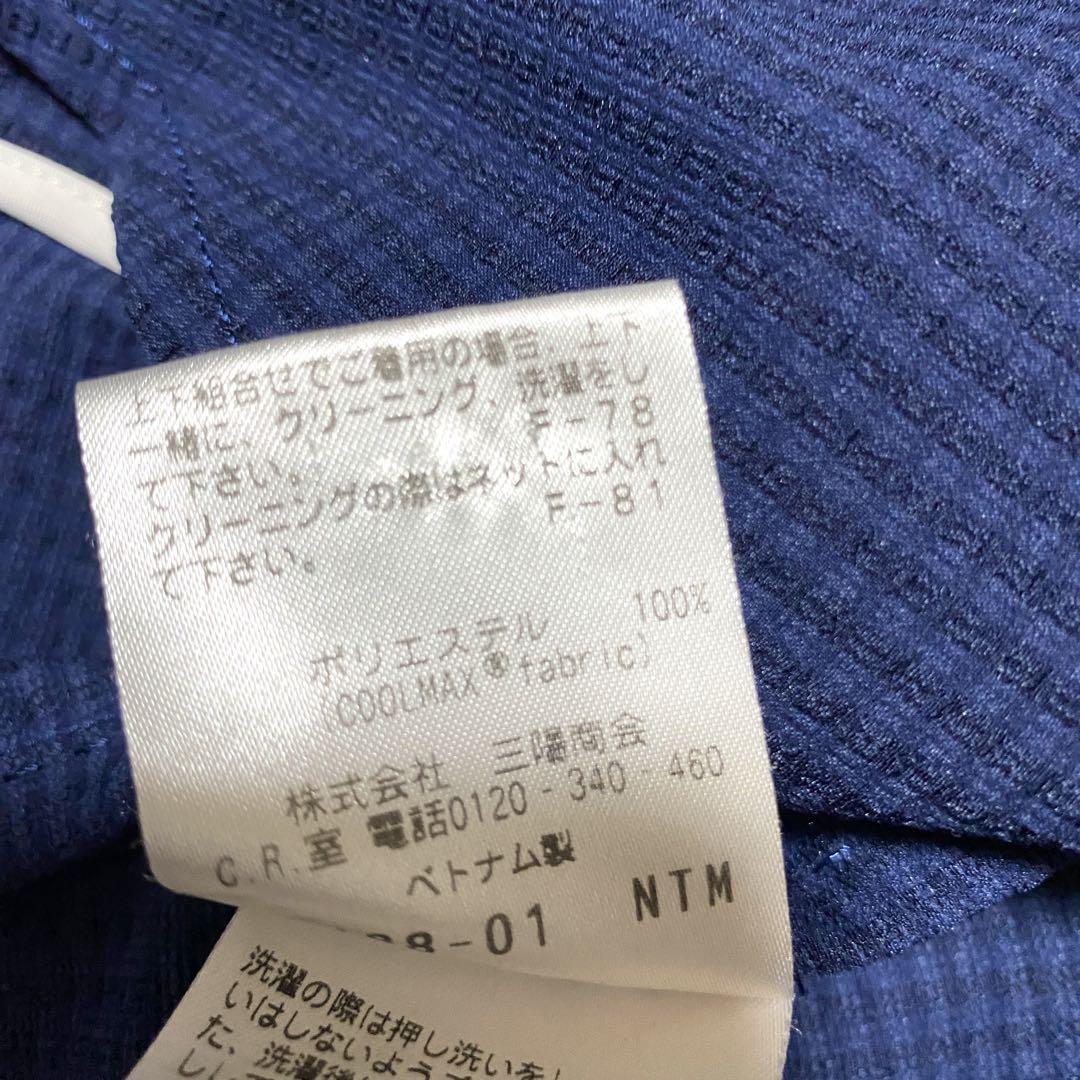 上下組合せでご着用の場合、上下
一緒に、クリーニング、洗濯をし
て下さい。 F-78
クリーニングの際はネットに入れ
て下さい。 F-81
ポリエステル 100%
(COOLMAX® fabric)
株式会社 三陽商会
C.R.室 電話0120-340-460
ベトナム製
8-01 NTM
洗濯の際は押し洗いを
いはしないよう
た、洗濯後